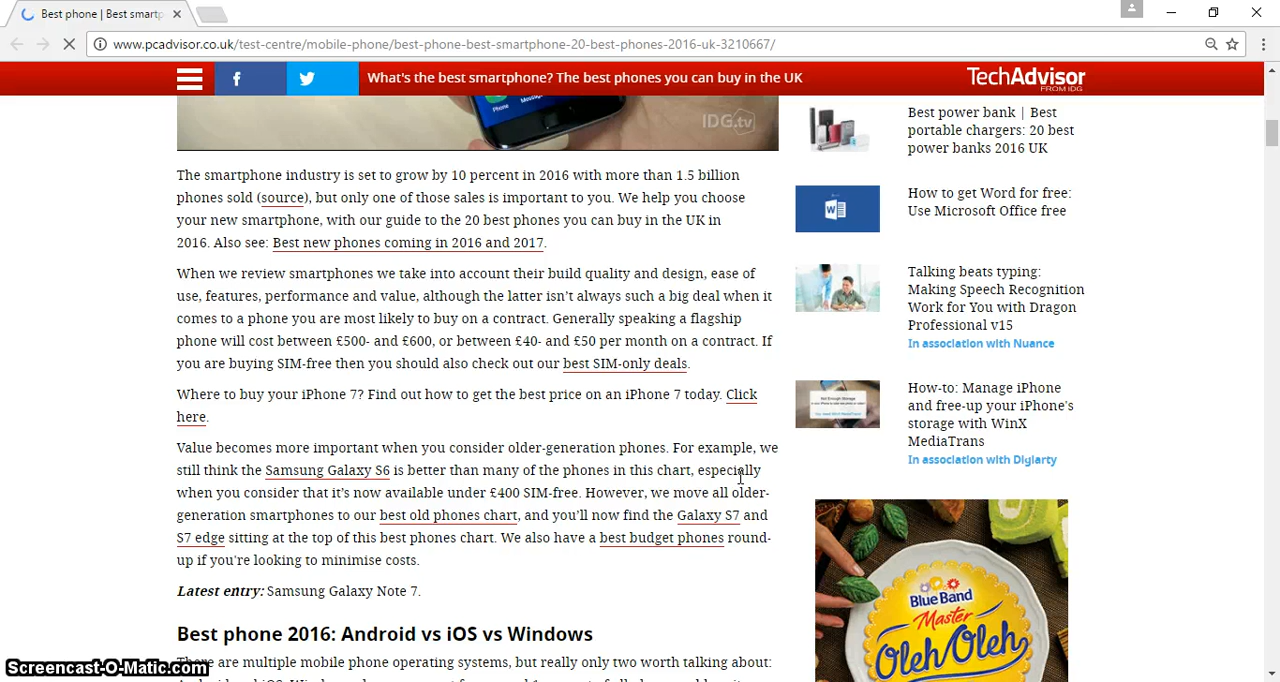 Best phone | Best smartp
www.pcadvisor.co.uk/test-centre/mobile-phone/best-phone-best-smartphone-20-best-phones-2016-uk-3210667/
f
What's the best smartphone? The best phones you can buy in the UK
TechAdvisor
FROM IDG
Phone
IDG.tv
The smartphone industry is set to grow by 10 percent in 2016 with more than 1.5 billion
phones sold (source), but only one of those sales is important to you. We help you choose
your new smartphone, with our guide to the 20 best phones you can buy in the UK in
2016. Also see: Best new phones coming in 2016 and 2017.
When we review smartphones we take into account their build quality and design, ease of
use, features, performance and value, although the latter isn't always such a big deal when it
comes to a phone you are most likely to buy on a contract. Generally speaking a flagship
phone will cost between £500- and £600, or between £40- and £50 per month on a contract. If
you are buying SIM-free then you should also check out our best SIM-only deals.
Where to buy your iPhone 7? Find out how to get the best price on an iPhone 7 today. Click
here.
Value becomes more important when you consider older-generation phones. For example, we
still think the Samsung Galaxy S6 is better than many of the phones in this chart, especially
when you consider that it's now available under £400 SIM-free. However, we move all older-
generation smartphones to our best old phones chart, and you'll now find the Galaxy S7 and
S7 edge sitting at the top of this best phones chart. We also have a best budget phones round-
up if you're looking to minimise costs.
Latest entry: Samsung Galaxy Note 7.
Best phone 2016: Android vs iOS vs Windows
There are multiple mobile phone operating systems, but really only two worth talking about:
Best power bank | Best
portable chargers: 20 best
power banks 2016 UK
How to get Word for free:
Use Microsoft Office free
Talking beats typing:
Making Speech Recognition
Work for You with Dragon
Professional v15
In association with Nuance
How-to: Manage iPhone
and free-up your iPhone's
storage with WinX
MediaTrans
In association with Digiarty
Blue Band
Master
Oleh Oleh
Screencast-O-Matic.com